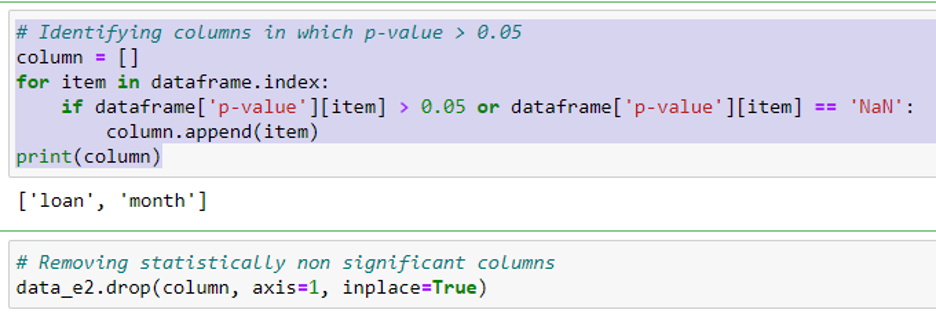 # Identifying columns in which p-value > 0.05
column = []
for item in dataframe.index:
    if dataframe['p-value'][item] > 0.05 or dataframe['p-value'][item] == 'NaN':
        column.append(item)
print(column)
['loan', 'month']
# Removing statistically non significant columns
data_e2.drop(column, axis=1, inplace=True)